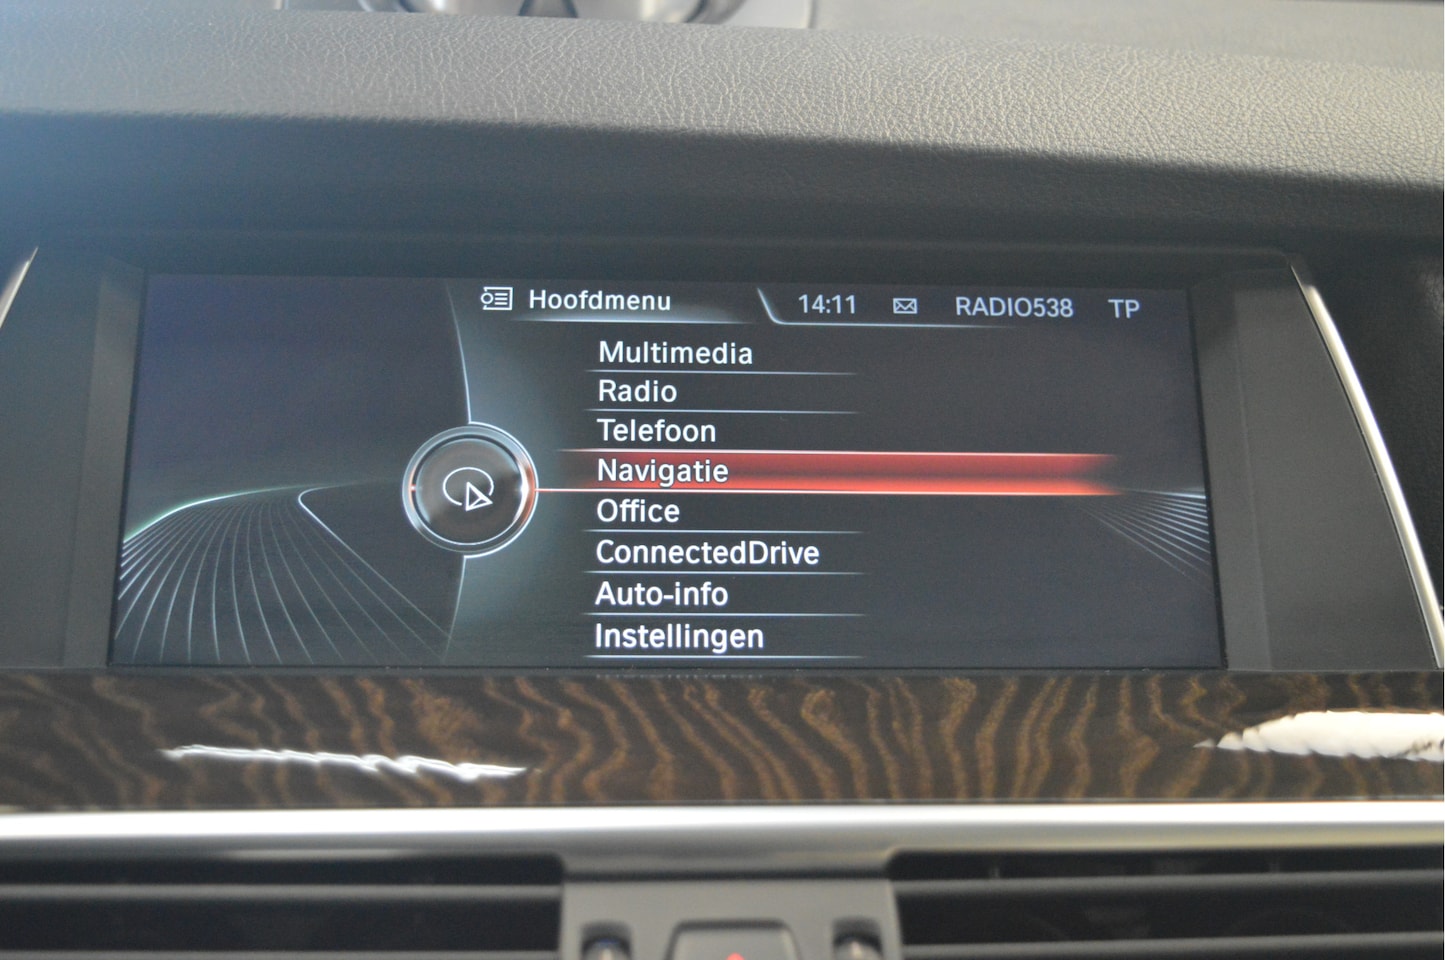 Hoofdmenu 14:11 RADIO538 TP
Multimedia
Radio
Telefoon
Navigatie
Office
ConnectedDrive
Auto-info
Instellingen